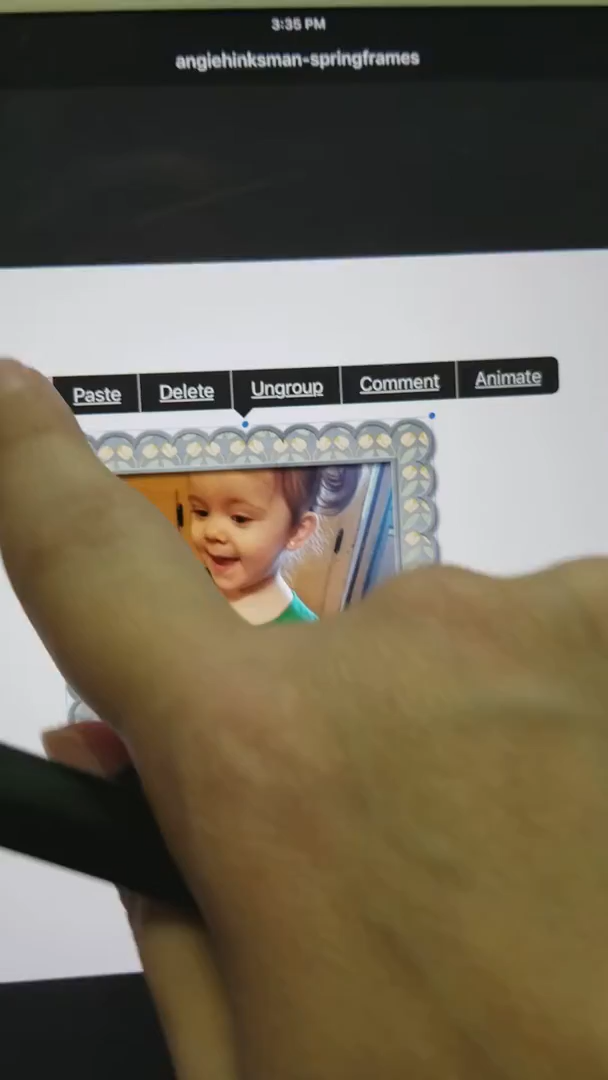 3:35 PM
angiehinksman-springframes
Paste Delete Ungroup Comment Animate